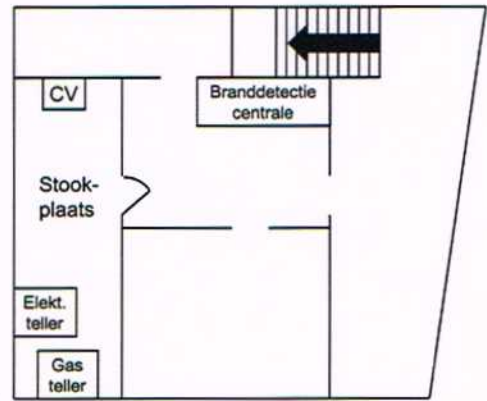 CV
Branddetectie
centrale
Stook-
plaats
Elekt.
teller
Gas
teller